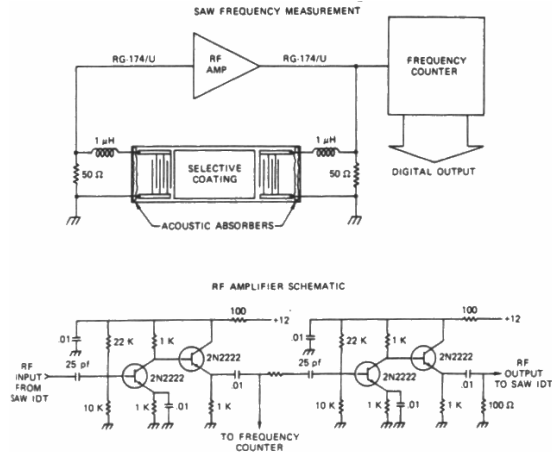 SAW FREQUENCY MEASUREMENT
RG-174/U
RF
AMP
RG-174/U
FREQUENCY
COUNTER
1 µH
50 Ω
SELECTIVE
COATING
1 µH
50 Ω
DIGITAL OUTPUT
ACOUSTIC ABSORBERS
RF AMPLIFIER SCHEMATIC
100
+12
100
+12
.01
22 K
1 K
2N2222
.01
22 K
1 K
2N2222
RF
INPUT
FROM
SAW IDT
25 pf
2N2222
.01
25 pf
2N2222
.01
RF
OUTPUT
TO SAW IDT
10 K
1 K
.01
1 K
10 K
1 K
.01
1 K
100 Ω
TO FREQUENCY
COUNTER